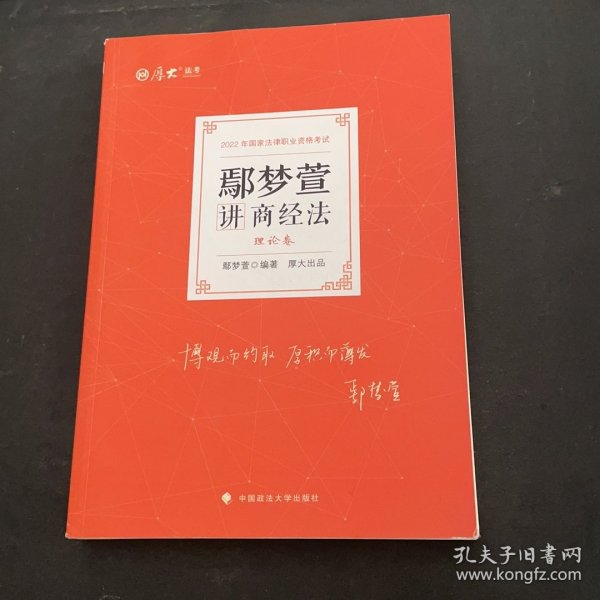 厚大®法考
2022年国家法律职业资格考试
鄢梦萱
讲商经法
理论卷
鄢梦萱◎编著 厚大出品
博观而约取 厚积而薄发
鄢梦萱
中国政法大学出版社
孔夫子旧书网
www.kongfz.com